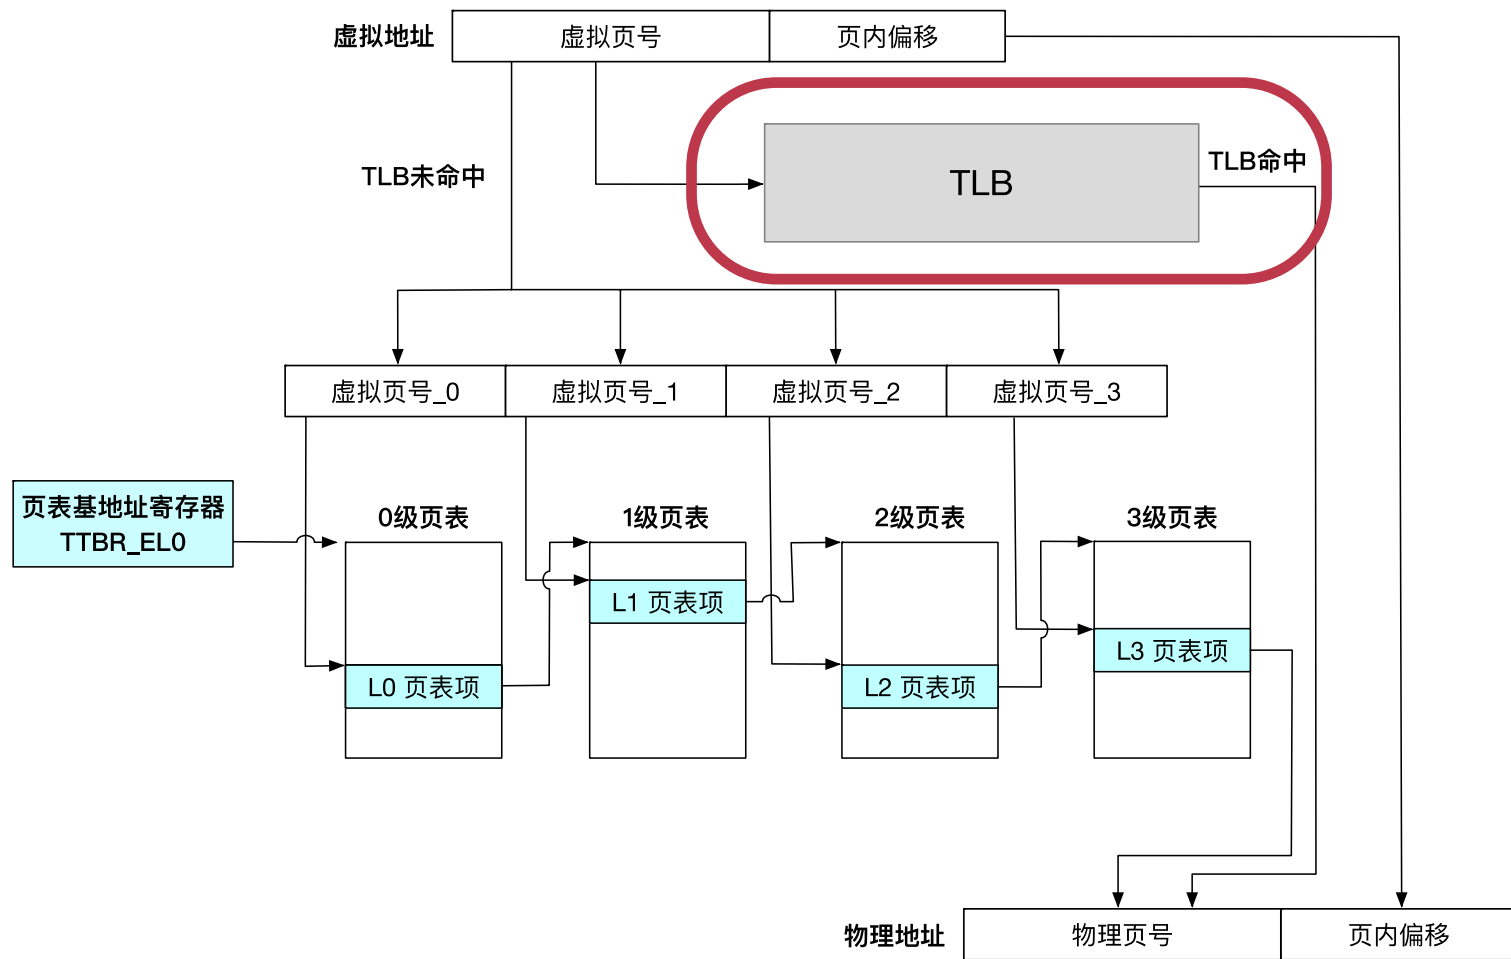 虚拟地址
虚拟页号
页内偏移
TLB未命中
TLB
TLB命中
虚拟页号_0
虚拟页号_1
虚拟页号_2
虚拟页号_3
页表基地址寄存器
TTBR_EL0
0级页表
1级页表
2级页表
3级页表
L1 页表项
L3 页表项
L0 页表项
L2 页表项
物理地址
物理页号
页内偏移